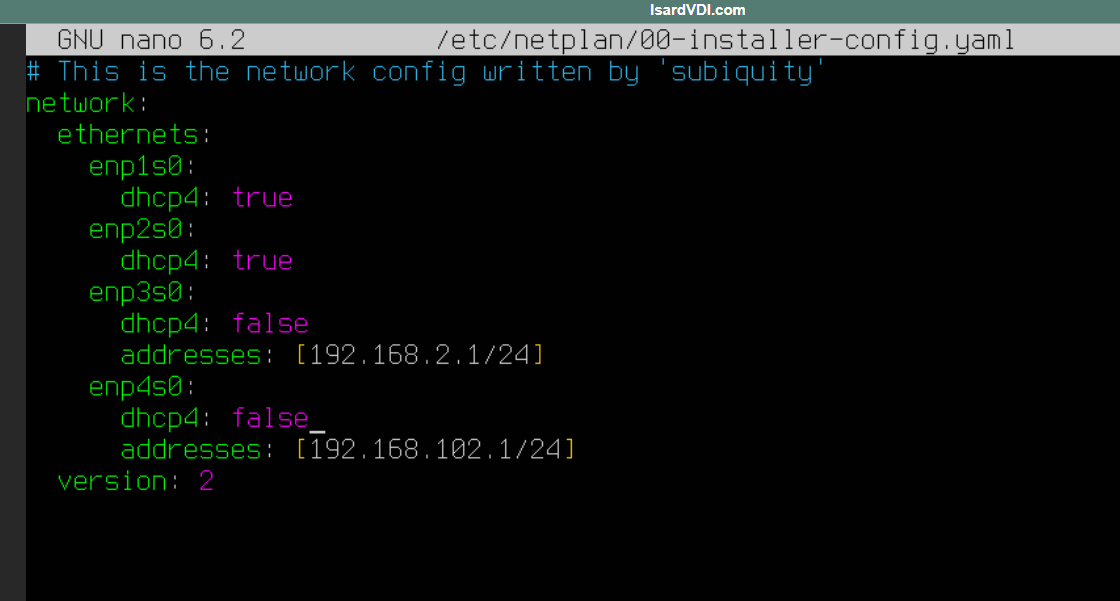 IsardVDI.com
GNU nano 6.2 /etc/netplan/00-installer-config.yaml
# This is the network config written by 'subiquity'
network:
  ethernets:
    enp1s0:
      dhcp4: true
    enp2s0:
      dhcp4: true
    enp3s0:
      dhcp4: false
      addresses: [192.168.2.1/24]
    enp4s0:
      dhcp4: false
      addresses: [192.168.102.1/24]
  version: 2